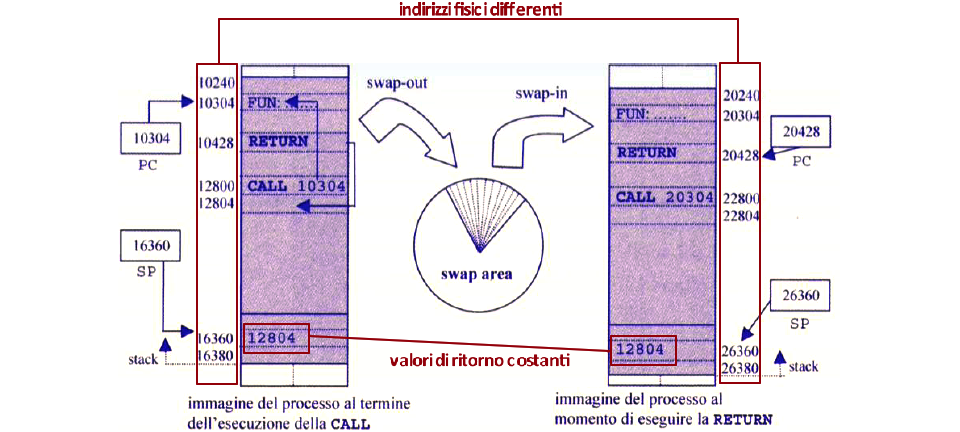 indirizzi fisici differenti
10240
10304
FUN:
10304
PC
10428
RETURN
12800
CALL 10304
12804
16360
SP
16360
12804
stack
16380
immagine del processo al termine
dell'esecuzione della CALL
swap-out
swap-in
swap area
valori di ritorno costanti
20240
FUN: ......
20304
20428
PC
RETURN
20428
CALL 20304
22800
22804
26360
SP
12804
26360
stack
26380
immagine del processo al
momento di eseguire la RETURN